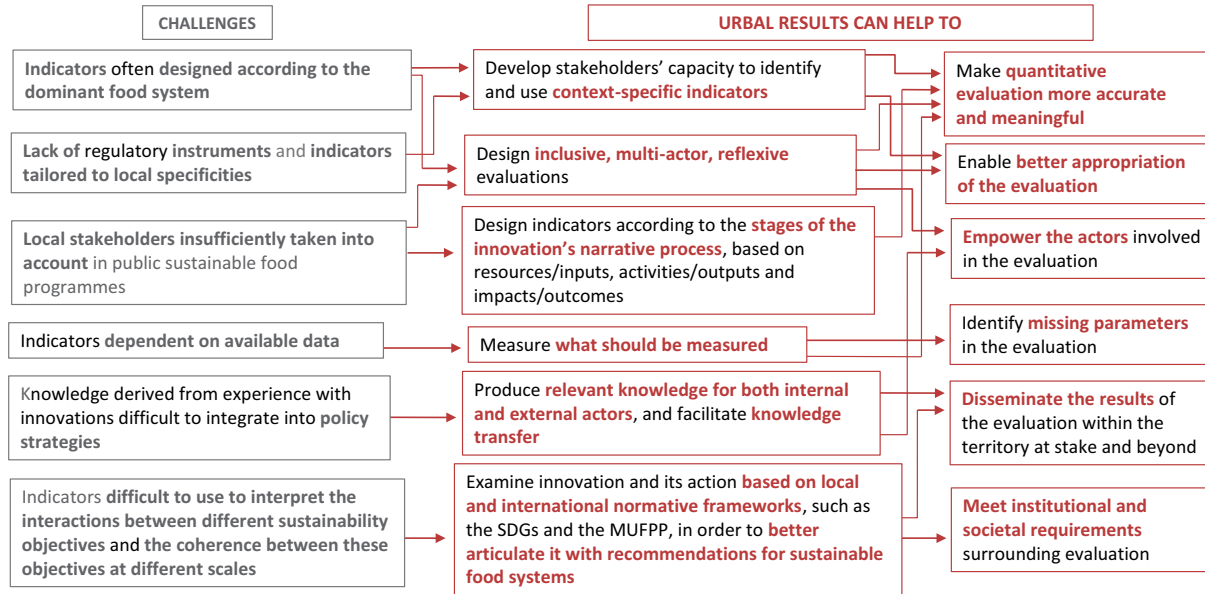 CHALLENGES
URBAL RESULTS CAN HELP TO
Indicators often designed according to the
dominant food system
Lack of regulatory instruments and indicators
tailored to local specificities
Local stakeholders insufficiently taken into
account in public sustainable food
programmes
Indicators dependent on available data
Knowledge derived from experience with
innovations difficult to integrate into policy
strategies
Indicators difficult to use to interpret the
interactions between different sustainability
objectives and the coherence between these
objectives at different scales
Develop stakeholders’ capacity to identify
and use context-specific indicators
Design inclusive, multi-actor, reflexive
evaluations
Design indicators according to the stages of the
innovation’s narrative process, based on
resources/inputs, activities/outputs and
impacts/outcomes
Measure what should be measured
Produce relevant knowledge for both internal
and external actors, and facilitate knowledge
transfer
Examine innovation and its action based on local
and international normative frameworks, such as
the SDGs and the MUFPP, in order to better
articulate it with recommendations for sustainable
food systems
Make quantitative
evaluation more accurate
and meaningful
Enable better appropriation
of the evaluation
Empower the actors involved
in the evaluation
Identify missing parameters
in the evaluation
Disseminate the results of
the evaluation within the
territory at stake and beyond
Meet institutional and
societal requirements
surrounding evaluation